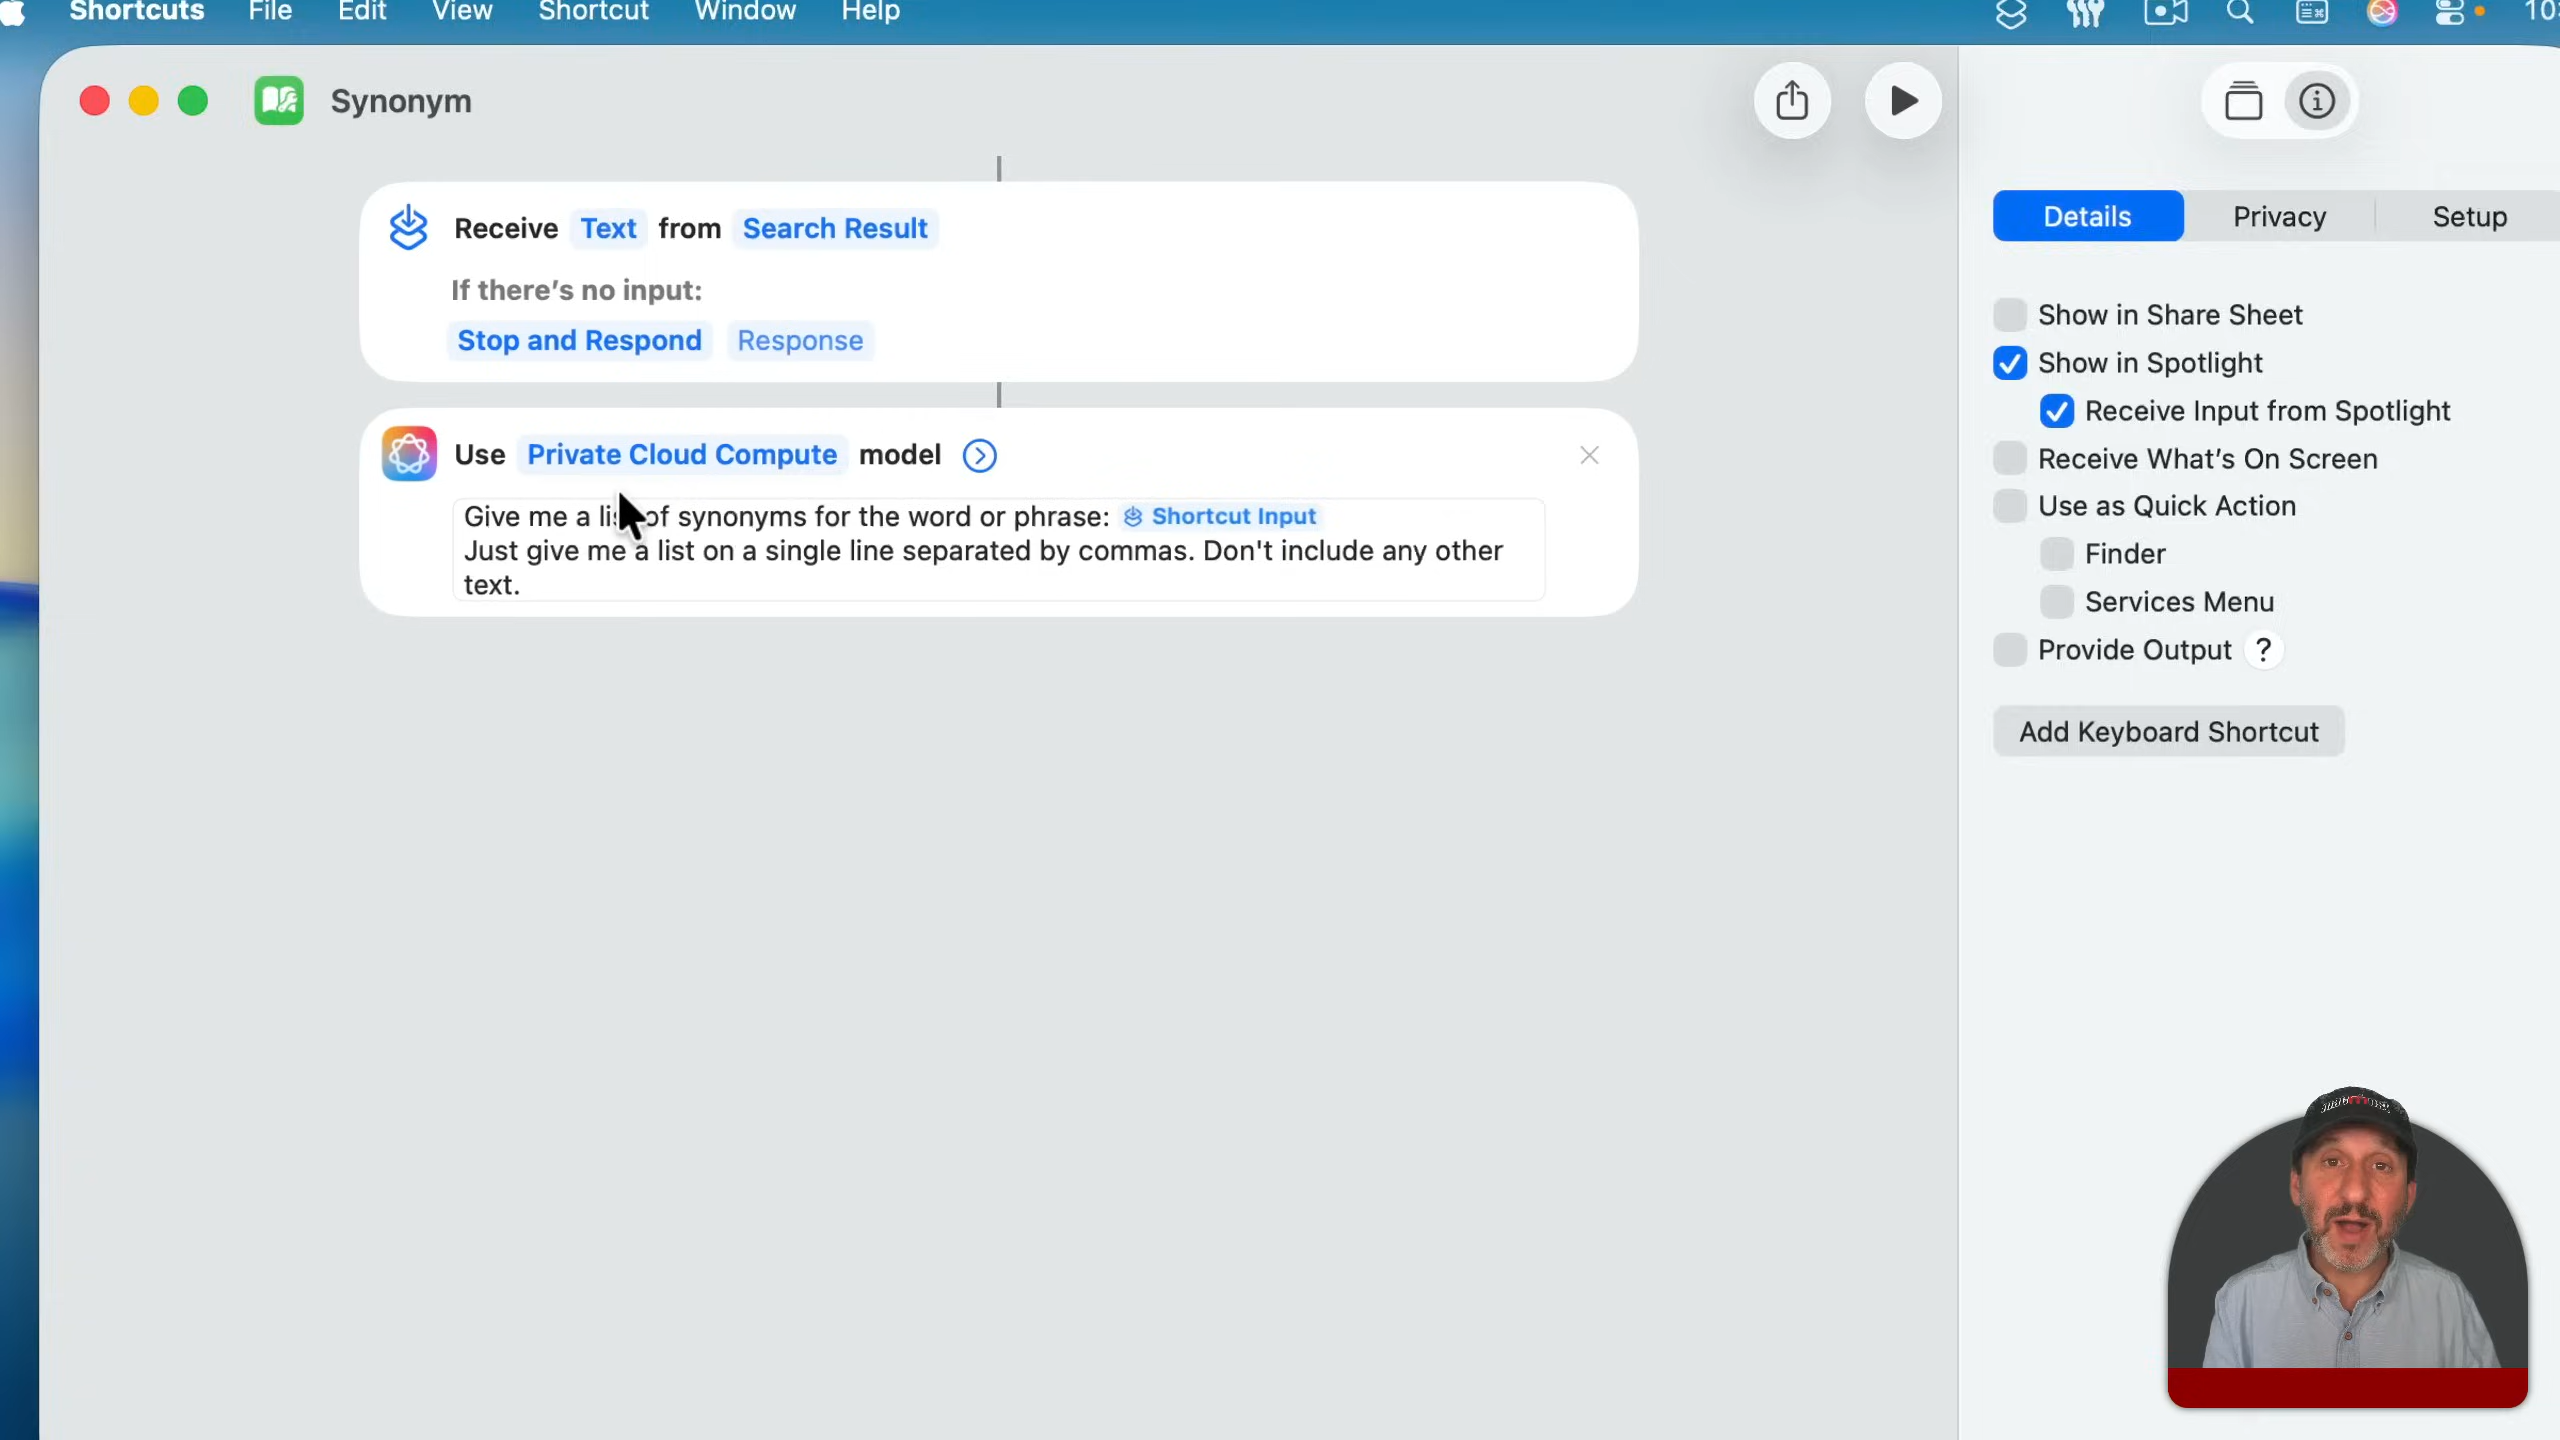 Shortcuts File Edit View Shortcut Window Help
Synonym
Receive Text from Search Result
If there's no input:
Stop and Respond Response
Use Private Cloud Compute model
Give me a list of synonyms for the word or phrase: Shortcut Input
Just give me a list on a single line separated by commas. Don't include any other
text.
Details Privacy Setup
Show in Share Sheet
Show in Spotlight
Receive Input from Spotlight
Receive What's On Screen
Use as Quick Action
Finder
Services Menu
Provide Output ?
Add Keyboard Shortcut